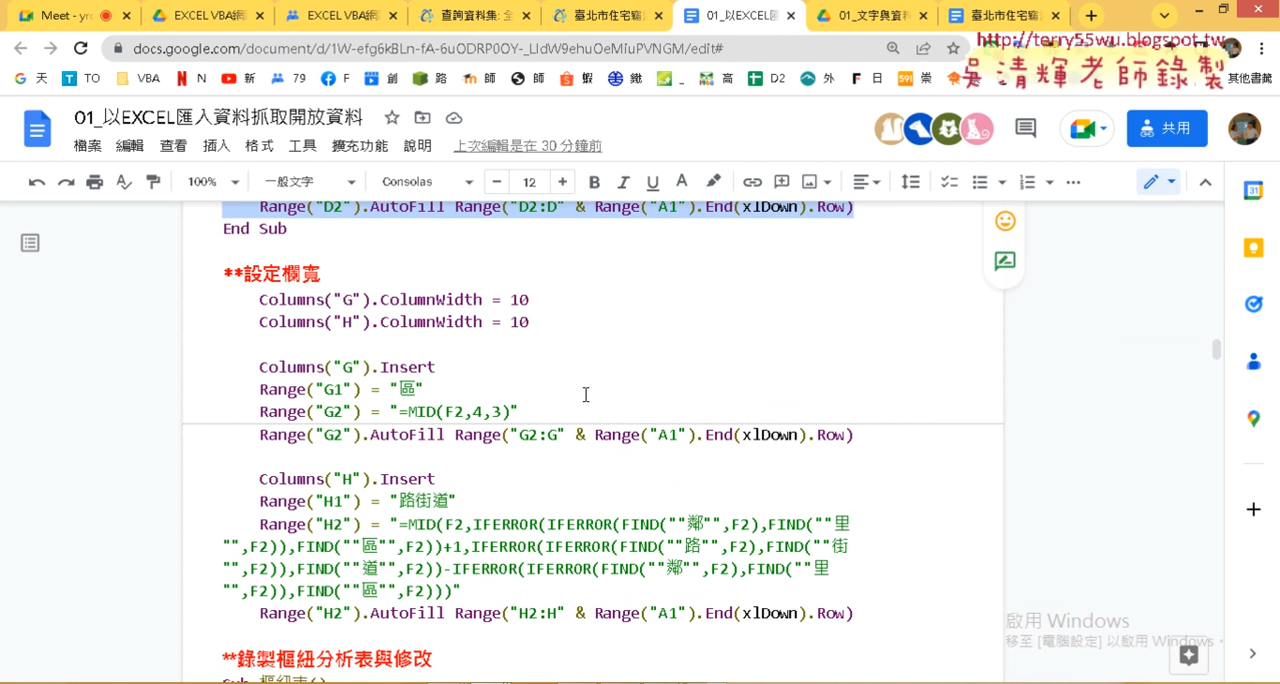 Meet - yr
EXCEL VBA網
EXCEL VBA網
查詢資料集: 全
臺北市住宅竊
01_以EXCEL匯
01_文字與資
臺北市住宅竊
docs.google.com/document/d/1W-efg6kBLn-fA-6uODRP0OY-_LIdW9ehuOeMiuPVNGM/edit#
http://terry55wu.blogspot.tw
吳清輝老師錄製
天 TO VBA N 新 79 F 創 路 師 師 蝦 鐵 _ 高 D2 外 日 崇 其他書籤
01_以EXCEL匯入資料抓取開放資料
共用
檔案 編輯 查看 插入 格式 工具 擴充功能 說明 上次編輯是在 30 分鐘前
100% 一般文字 Consolas 12
Range("D2").AutoFill Range("D2:D" & Range("A1").End(xlDown).Row)
End Sub
**設定欄寬
Columns("G").ColumnWidth = 10
Columns("H").ColumnWidth = 10
Columns("G").Insert
Range("G1") = "區"
Range("G2") = "=MID(F2,4,3)"
Range("G2").AutoFill Range("G2:G" & Range("A1").End(xlDown).Row)
Columns("H").Insert
Range("H1") = "路街道"
Range("H2") = "=MID(F2,IFERROR(IFERROR(FIND(""鄰"",F2),FIND(""里
"",F2)),FIND(""區"",F2))+1,IFERROR(IFERROR(FIND(""路"",F2),FIND(""街
"",F2)),FIND(""道"",F2))-IFERROR(IFERROR(FIND(""鄰"",F2),FIND(""里
"",F2)),FIND(""區"",F2)))"
Range("H2").AutoFill Range("H2:H" & Range("A1").End(xlDown).Row)
啟用 Windows
移至 [電腦設定] 以啟用 Windows。
**錄製樞紐分析表與修改
Sub 樞紐表()